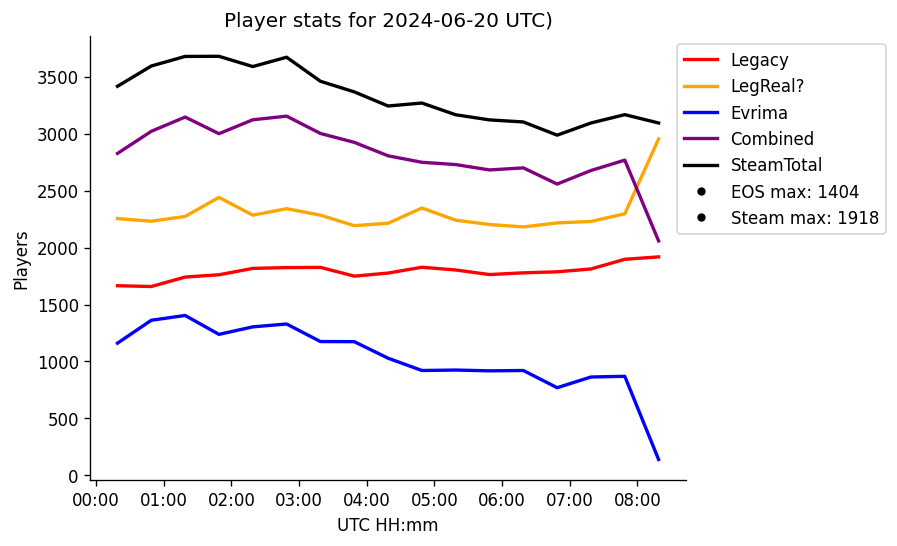 Player stats for 2024-06-20 UTC)
Legacy
LegReal?
Evrima
Combined
SteamTotal
EOS max: 1404
Steam max: 1918
Players
3500
3000
2500
2000
1500
1000
500
0
00:00 01:00 02:00 03:00 04:00 05:00 06:00 07:00 08:00
UTC HH:mm